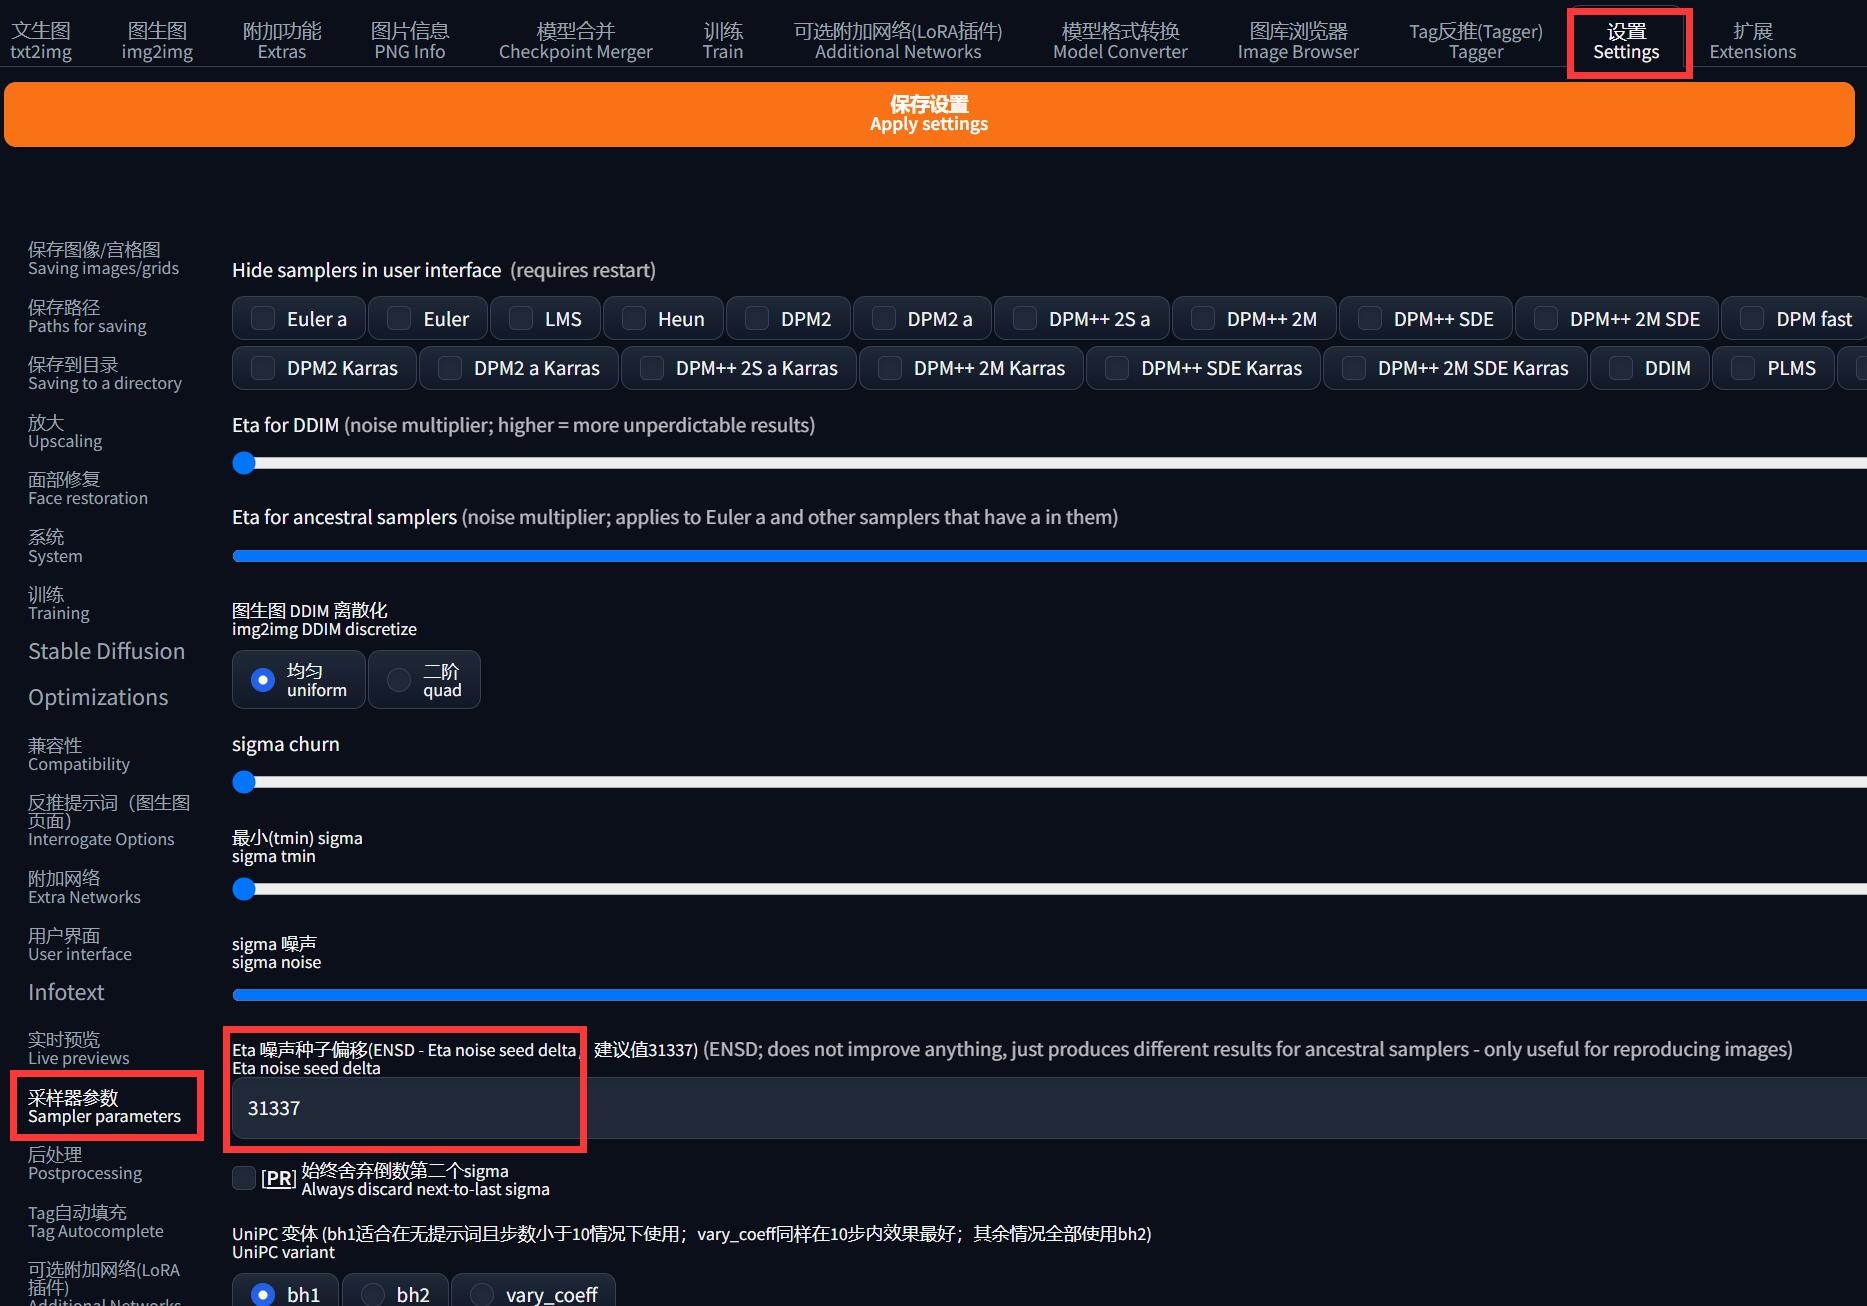 文生图
txt2img
图生图
img2img
附加功能
Extras
图片信息
PNG Info
模型合并
Checkpoint Merger
训练
Train
可选附加网络(LoRA插件)
Additional Networks
模型格式转换
Model Converter
图库浏览器
Image Browser
Tag反推(Tagger)
Tagger
设置
Settings
扩展
Extensions
保存设置
Apply settings
保存图像/宫格图
Saving images/grids
保存路径
Paths for saving
保存到目录
Saving to a directory
放大
Upscaling
面部修复
Face restoration
系统
System
训练
Training
Stable Diffusion
Optimizations
兼容性
Compatibility
反推提示词（图生图
页面）
Interrogate Options
附加网络
Extra Networks
用户界面
User interface
Infotext
实时预览
Live previews
采样器参数
Sampler parameters
后处理
Postprocessing
Tag自动填充
Tag Autocomplete
可选附加网络(LoRA
插件)
Additional Networks
Hide samplers in user interface (requires restart)
Euler a Euler LMS Heun DPM2 DPM2 a DPM++ 2S a DPM++ 2M DPM++ SDE DPM++ 2M SDE DPM fast
DPM2 Karras DPM2 a Karras DPM++ 2S a Karras DPM++ 2M Karras DPM++ SDE Karras DPM++ 2M SDE Karras DDIM PLMS
Eta for DDIM (noise multiplier; higher = more unperdictable results)
Eta for ancestral samplers (noise multiplier; applies to Euler a and other samplers that have a in them)
图生图 DDIM 离散化
img2img DDIM discretize
均匀
uniform
二阶
quad
sigma churn
最小(tmin) sigma
sigma tmin
sigma 噪声
sigma noise
Eta 噪声种子偏移(ENSD - Eta noise seed delta，建议值31337) (ENSD; does not improve anything, just produces different results for ancestral samplers - only useful for reproducing images)
Eta noise seed delta
31337
[PR] 始终舍弃倒数第二个sigma
Always discard next-to-last sigma
UniPC 变体 (bh1适合在无提示词且步数小于10情况下使用；vary_coeff同样在10步内效果最好；其余情况全部使用bh2)
UniPC variant
bh1 bh2 vary_coeff